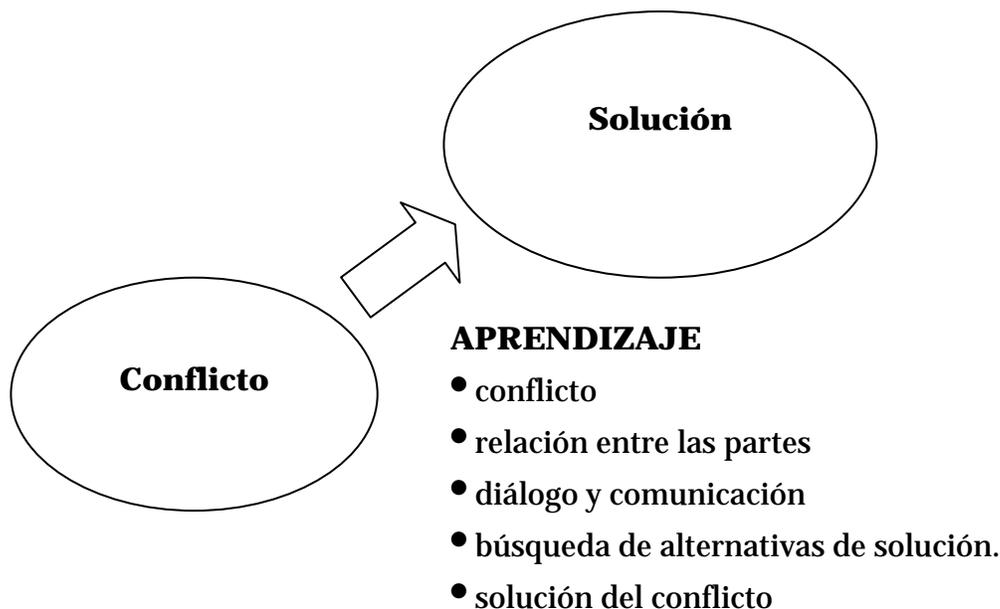 Solución
Conflicto
APRENDIZAJE
• conflicto
• relación entre las partes
• diálogo y comunicación
• búsqueda de alternativas de solución.
• solución del conflicto